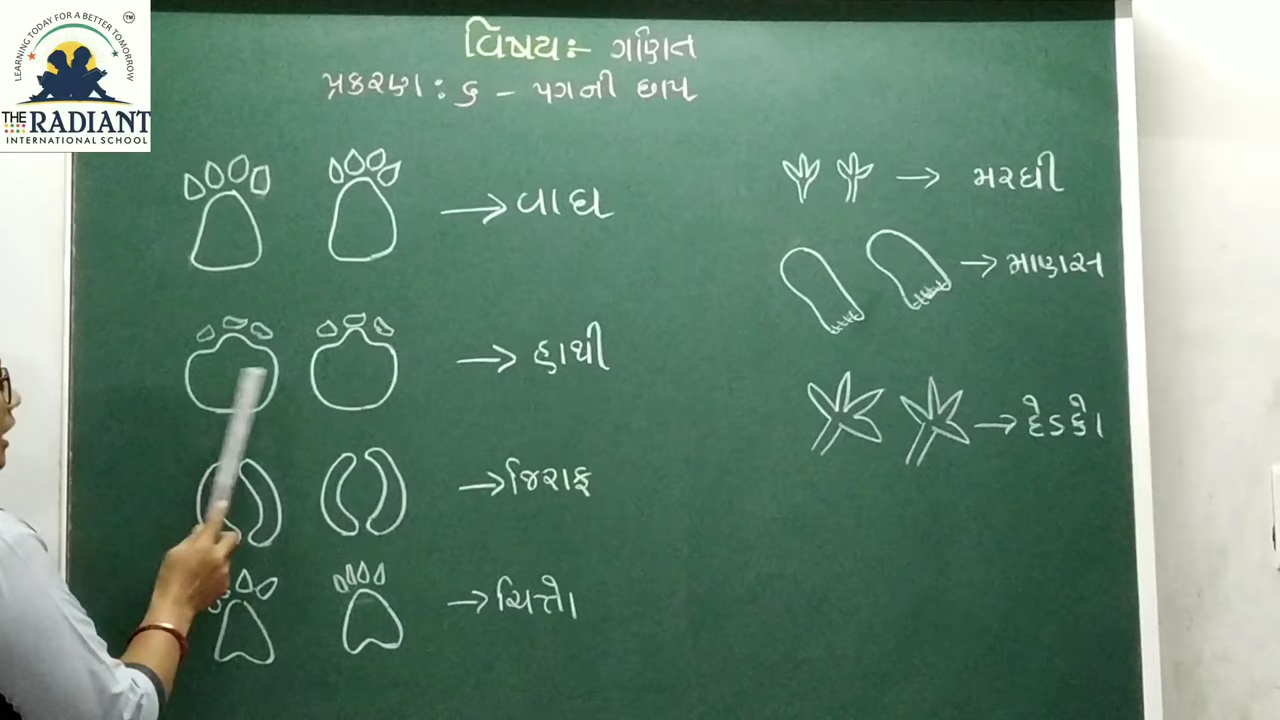 LEARNING TODAY FOR A BETTER TOMORROW
TM
THE RADIANT
INTERNATIONAL SCHOOL
વિષય:- ગણિત
પ્રકરણ : ૬ - પગની છાપ
વાઘ
હાથી
જિરાફ
ચિત્તો
મરઘી
માણસ
દેડકો